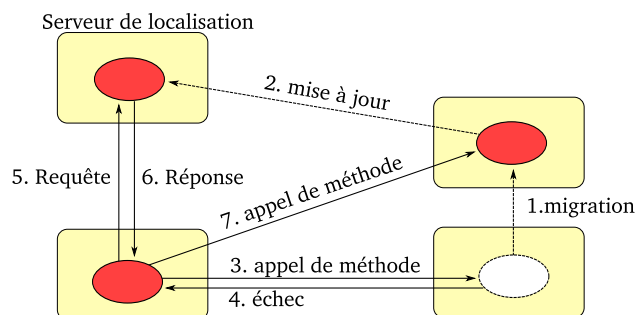 Serveur de localisation
2. mise à jour
5. Requête
6. Réponse
7. appel de méthode
1.migration
3. appel de méthode
4. échec